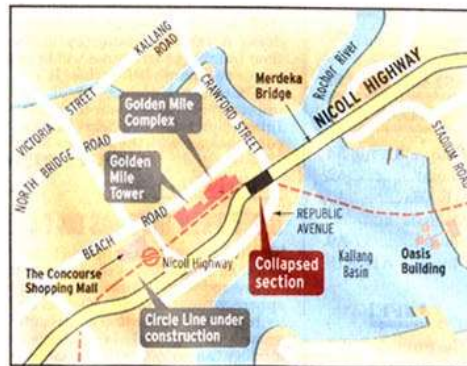 KALLANG
ROAD
VICTORIA STREET
CRAWFORD STREET
Rochor River
NICOLL HIGHWAY
Merdeka
Bridge
Golden Mile
Complex
NORTH BRIDGE ROAD
STADIUM ROAD
Golden
Mile
Tower
BEACH ROAD
REPUBLIC
AVENUE
The Concourse
Shopping Mall
Nicoll Highway
Collapsed
section
Kallang
Basin
Oasis
Building
Circle Line under
construction